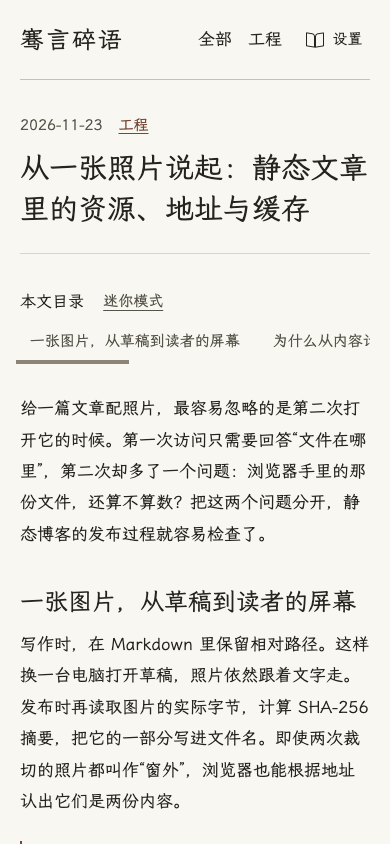 骞言碎语
全部 工程 设置
2026-11-23 工程
从一张照片说起：静态文章
里的资源、地址与缓存
本文目录 迷你模式
一张图片，从草稿到读者的屏幕 为什么从内容
给一篇文章配照片，最容易忽略的是第二次打
开它的时候。第一次访问只需要回答“文件在哪
里”，第二次却多了一个问题：浏览器手里的那
份文件，还算不算数？把这两个问题分开，静
态博客的发布过程就容易检查了。
一张图片，从草稿到读者的屏幕
写作时，在 Markdown 里保留相对路径。这样
换一台电脑打开草稿，照片依然跟着文字走。
发布时再读取图片的实际字节，计算 SHA-256
摘要，把它的一部分写进文件名。即使两次裁
切的照片都叫作“窗外”，浏览器也能根据地址
认出它们是两份内容。